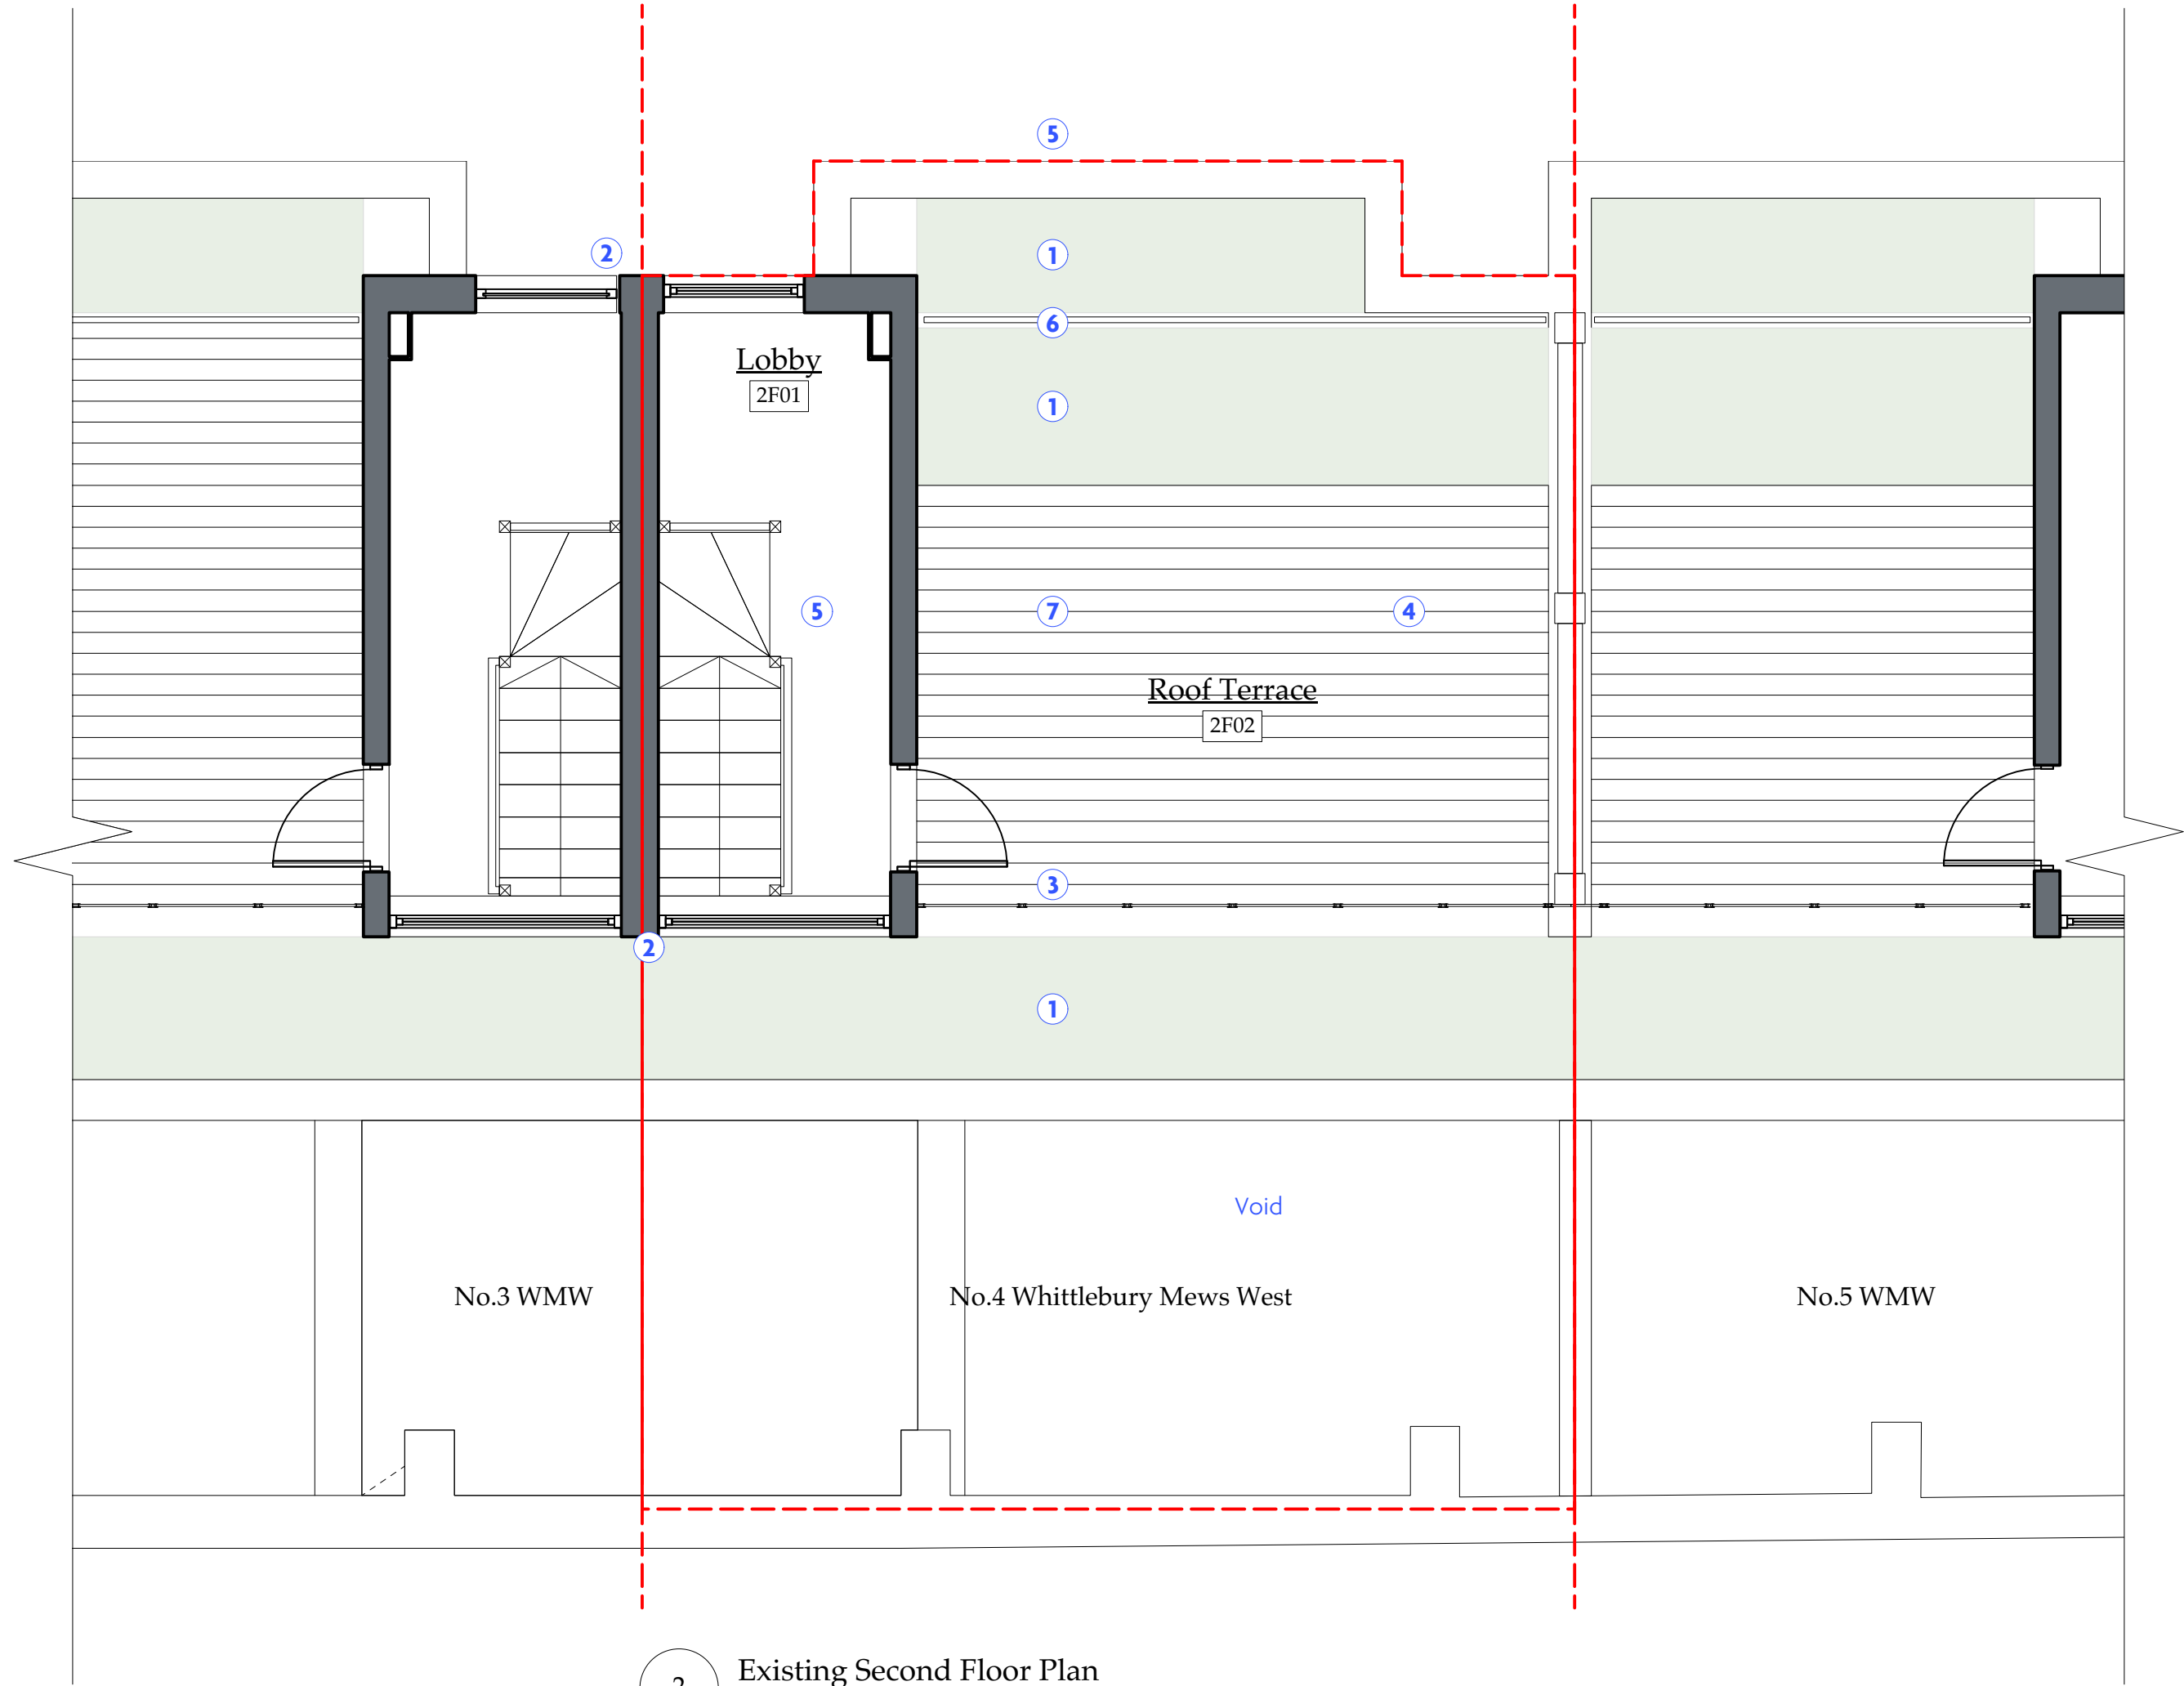 5
2
1
Lobby
2F01
6
1
5
7
4
Roof Terrace
2F02
3
2
1
Void
No.3 WMW
No.4 Whittlebury Mews West
No.5 WMW
Existing Second Floor Plan